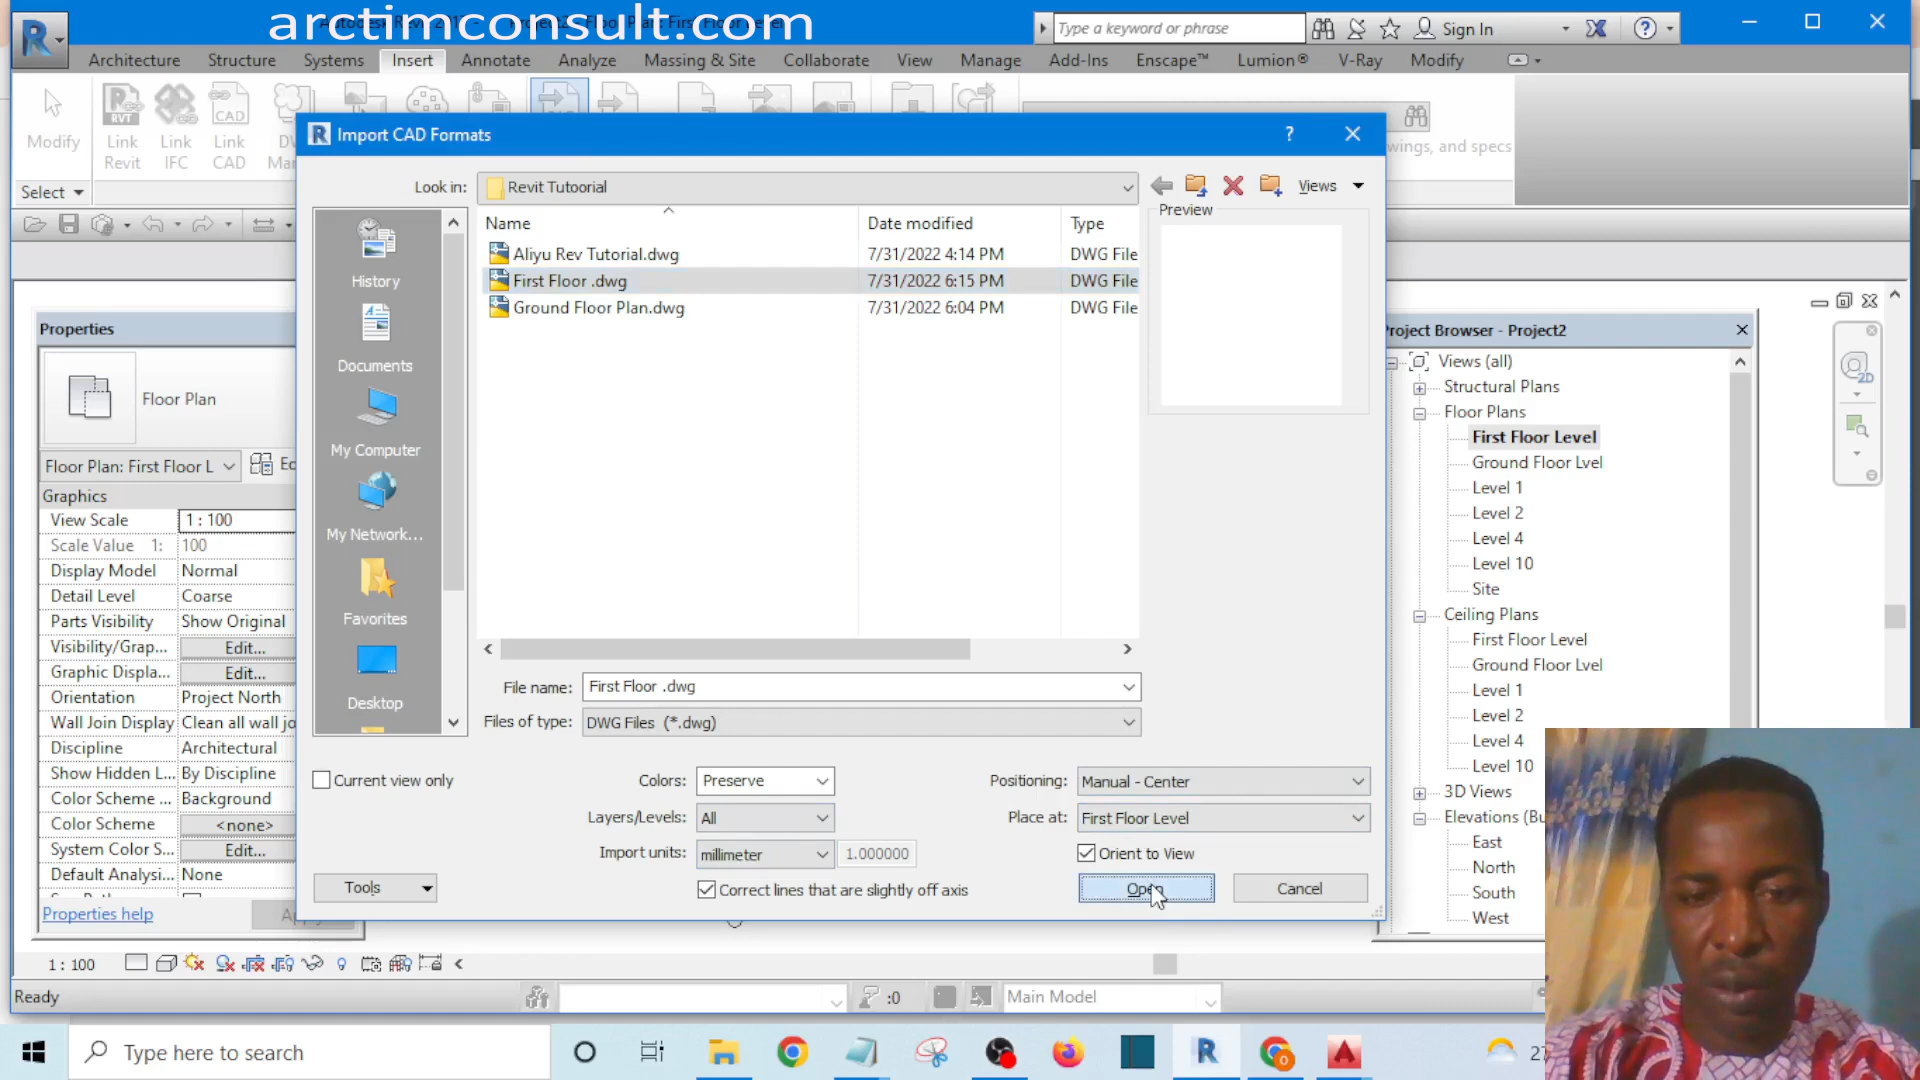 arctimconsult.com
Type a keyword or phrase
Sign In
Architecture Structure Systems Insert Annotate Analyze Massing & Site Collaborate View Manage Add-Ins Enscape™ Lumion® V-Ray Modify
Modify
Link Revit
Link IFC
Link CAD
Select
wings, and specs
Import CAD Formats
Look in: Revit Tutoorial
Views
Name Date modified Type
Aliyu Rev Tutorial.dwg 7/31/2022 4:14 PM DWG File
First Floor .dwg 7/31/2022 6:15 PM DWG File
Ground Floor Plan.dwg 7/31/2022 6:04 PM DWG File
Preview
History
Documents
My Computer
My Network...
Favorites
Desktop
File name: First Floor .dwg
Files of type: DWG Files (*.dwg)
Current view only
Colors: Preserve
Layers/Levels: All
Import units: millimeter 1.000000
Correct lines that are slightly off axis
Positioning: Manual - Center
Place at: First Floor Level
Orient to View
Tools
Open
Cancel
Properties
Floor Plan
Floor Plan: First Floor L
Graphics
View Scale 1 : 100
Scale Value 1: 100
Display Model Normal
Detail Level Coarse
Parts Visibility Show Original
Visibility/Grap... Edit...
Graphic Displa... Edit...
Orientation Project North
Wall Join Display Clean all wall jo
Discipline Architectural
Show Hidden L... By Discipline
Color Scheme ... Background
Color Scheme <none>
System Color S... Edit...
Default Analysi... None
Properties help
Project Browser - Project2
Views (all)
Structural Plans
Floor Plans
First Floor Level
Ground Floor Lvel
Level 1
Level 2
Level 4
Level 10
Site
Ceiling Plans
First Floor Level
Ground Floor Lvel
Level 1
Level 2
Level 4
Level 10
3D Views
Elevations (Bu
East
North
South
West
2D
1 : 100
Ready
:0
Main Model
Type here to search
27